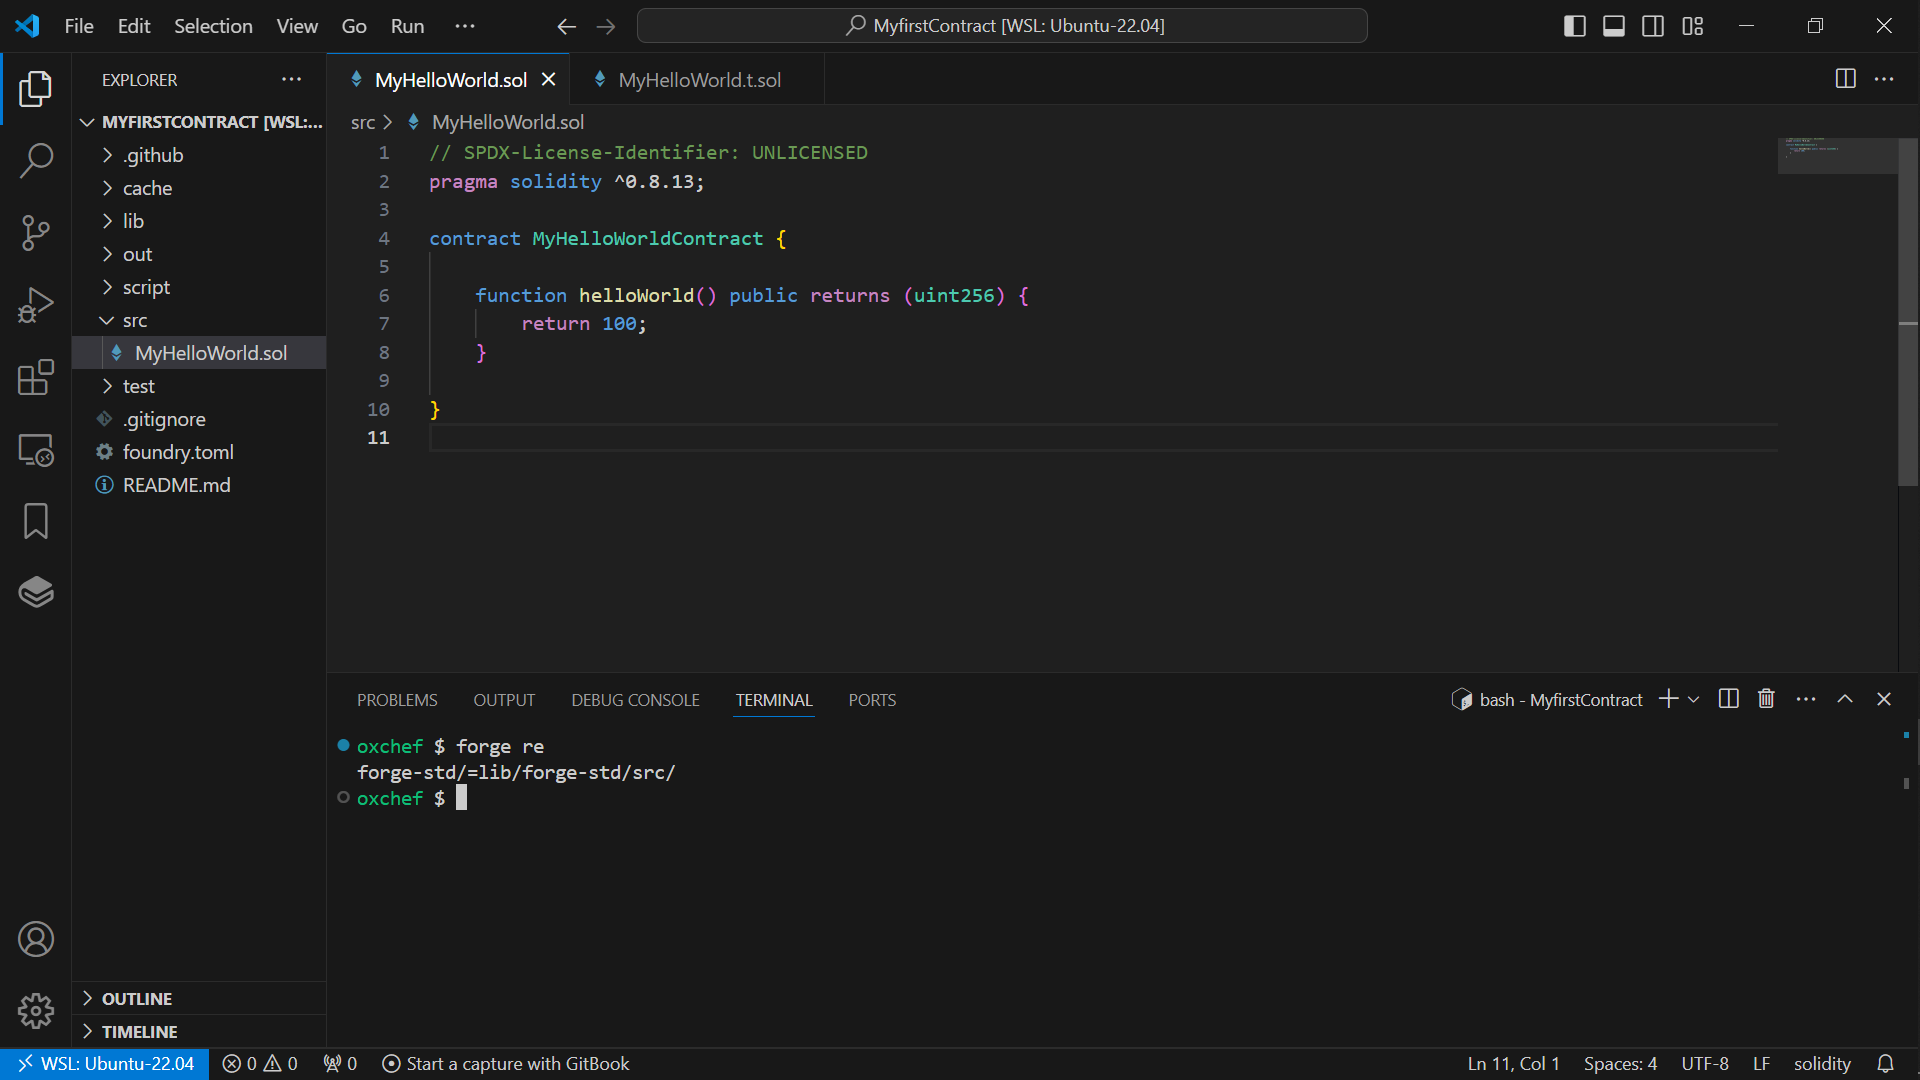 File Edit Selection View Go Run ···
MyfirstContract [WSL: Ubuntu-22.04]
EXPLORER ···
MYFIRSTCONTRACT [WSL:...
.github
cache
lib
out
script
src
MyHelloWorld.sol
test
.gitignore
foundry.toml
README.md
OUTLINE
TIMELINE
MyHelloWorld.sol MyHelloWorld.t.sol
src > MyHelloWorld.sol
1 // SPDX-License-Identifier: UNLICENSED
2 pragma solidity ^0.8.13;
3
4 contract MyHelloWorldContract {
5
6 function helloWorld() public returns (uint256) {
7 return 100;
8 }
9
10 }
11
PROBLEMS OUTPUT DEBUG CONSOLE TERMINAL PORTS
bash - MyfirstContract
oxchef $ forge re
forge-std/=lib/forge-std/src/
oxchef $
WSL: Ubuntu-22.04 0 0 0 Start a capture with GitBook Ln 11, Col 1 Spaces: 4 UTF-8 LF solidity